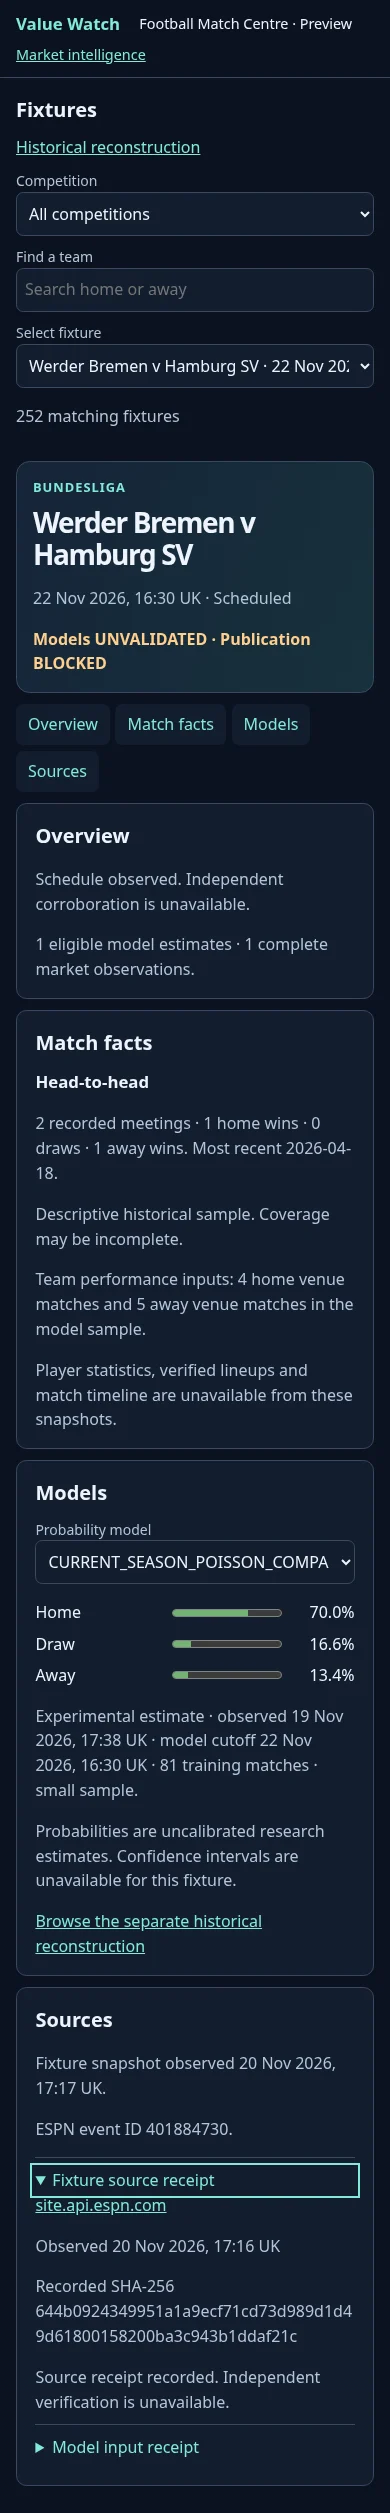 Value Watch Football Match Centre · Preview
Market intelligence
Fixtures
Historical reconstruction
Competition
All competitions
Find a team
Search home or away
Select fixture
Werder Bremen v Hamburg SV · 22 Nov 202
252 matching fixtures
BUNDESLIGA
Werder Bremen v
Hamburg SV
22 Nov 2026, 16:30 UK · Scheduled
Models UNVALIDATED · Publication
BLOCKED
Overview Match facts Models
Sources
Overview
Schedule observed. Independent
corroboration is unavailable.
1 eligible model estimates · 1 complete
market observations.
Match facts
Head-to-head
2 recorded meetings · 1 home wins · 0
draws · 1 away wins. Most recent 2026-04-
18.
Descriptive historical sample. Coverage
may be incomplete.
Team performance inputs: 4 home venue
matches and 5 away venue matches in the
model sample.
Player statistics, verified lineups and
match timeline are unavailable from these
snapshots.
Models
Probability model
CURRENT_SEASON_POISSON_COMPA
Home 70.0%
Draw 16.6%
Away 13.4%
Experimental estimate · observed 19 Nov
2026, 17:38 UK · model cutoff 22 Nov
2026, 16:30 UK · 81 training matches ·
small sample.
Probabilities are uncalibrated research
estimates. Confidence intervals are
unavailable for this fixture.
Browse the separate historical
reconstruction
Sources
Fixture snapshot observed 20 Nov 2026,
17:17 UK.
ESPN event ID 401884730.
▼ Fixture source receipt
site.api.espn.com
Observed 20 Nov 2026, 17:16 UK
Recorded SHA-256
644b0924349951a1a9ecf71cd73d989d1d4
9d61800158200ba3c943b1ddaf21c
Source receipt recorded. Independent
verification is unavailable.
▶ Model input receipt